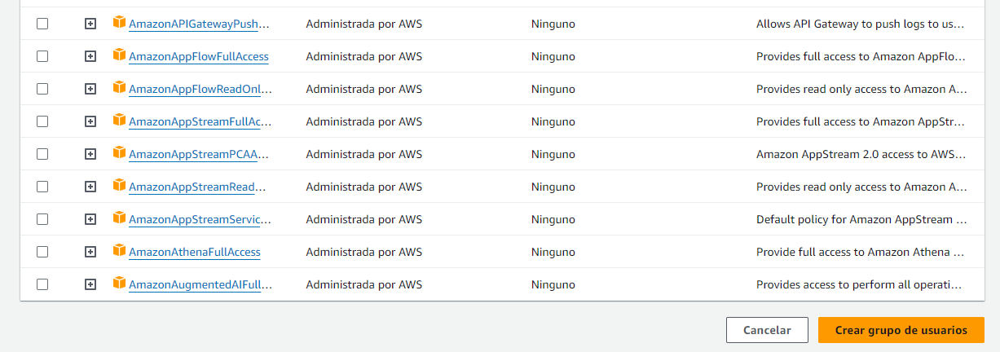 AmazonAPIGatewayPush... Administrada por AWS Ninguno Allows API Gateway to push logs to us...
AmazonAppFlowFullAccess Administrada por AWS Ninguno Provides full access to Amazon AppFlo...
AmazonAppFlowReadOnl... Administrada por AWS Ninguno Provides read only access to Amazon A...
AmazonAppStreamFullAc... Administrada por AWS Ninguno Provides full access to Amazon AppStr...
AmazonAppStreamPCAA... Administrada por AWS Ninguno Amazon AppStream 2.0 access to AWS...
AmazonAppStreamRead... Administrada por AWS Ninguno Provides read only access to Amazon A...
AmazonAppStreamServic... Administrada por AWS Ninguno Default policy for Amazon AppStream ...
AmazonAthenaFullAccess Administrada por AWS Ninguno Provide full access to Amazon Athena ...
AmazonAugmentedAIFull... Administrada por AWS Ninguno Provides access to perform all operati...
Cancelar Crear grupo de usuarios